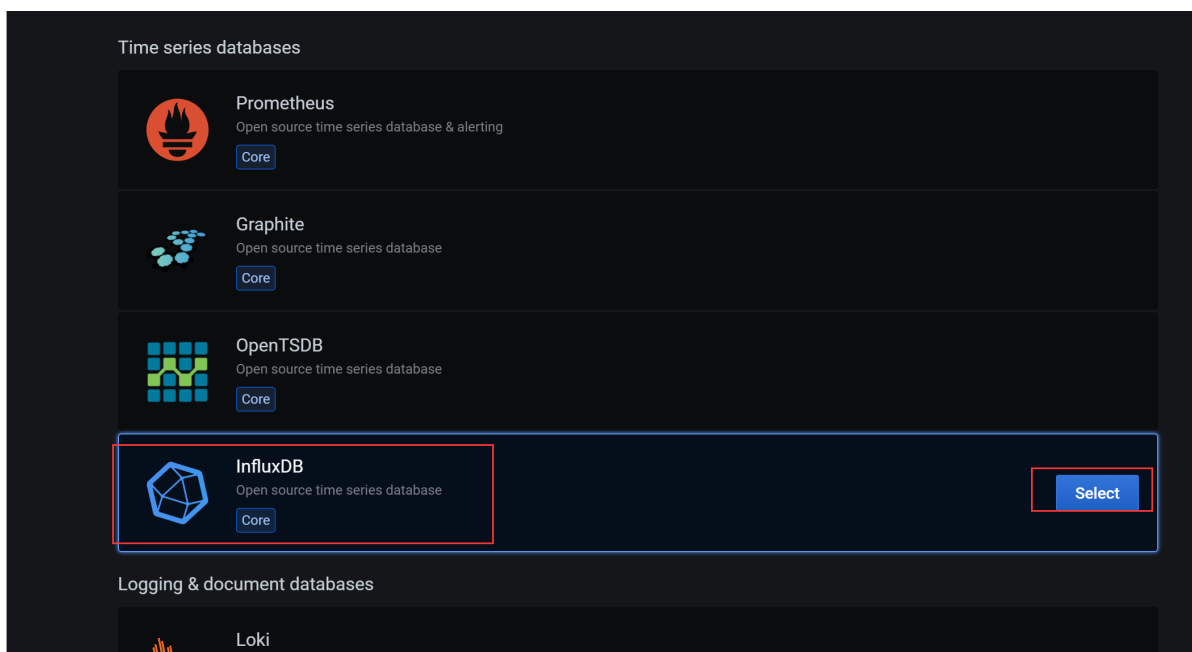 Time series databases
Prometheus
Open source time series database & alerting
Core
Graphite
Open source time series database
Core
OpenTSDB
Open source time series database
Core
InfluxDB
Open source time series database
Core
Select
Logging & document databases
Loki